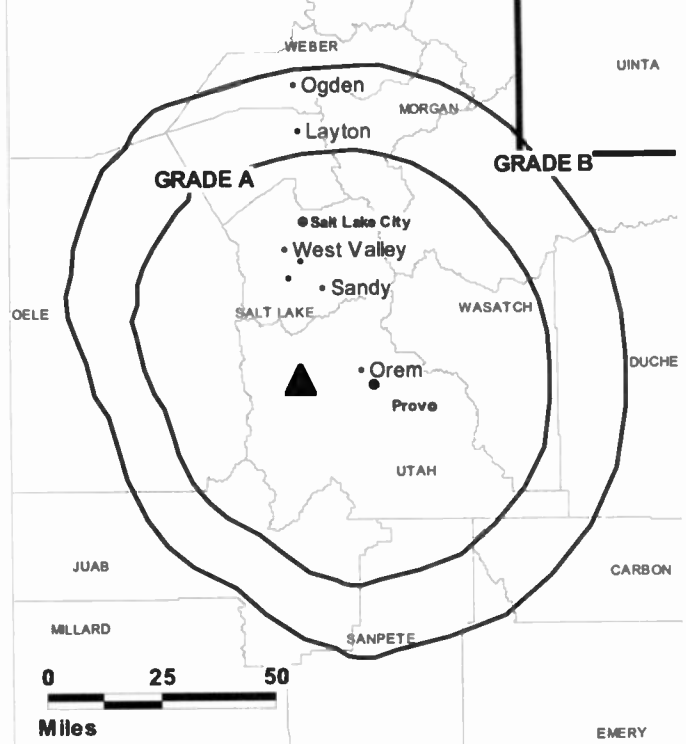 WEBER
UINTA
Ogden
MORGAN
Layton
GRADE B
GRADE A
Salt Lake City
West Valley
Sandy
WASATCH
SALT LAKE
OELE
DUCHE
Orem
Provo
UTAH
JUAB
CARBON
MILLARD
SANPETE
0 25 50
Miles
EMERY